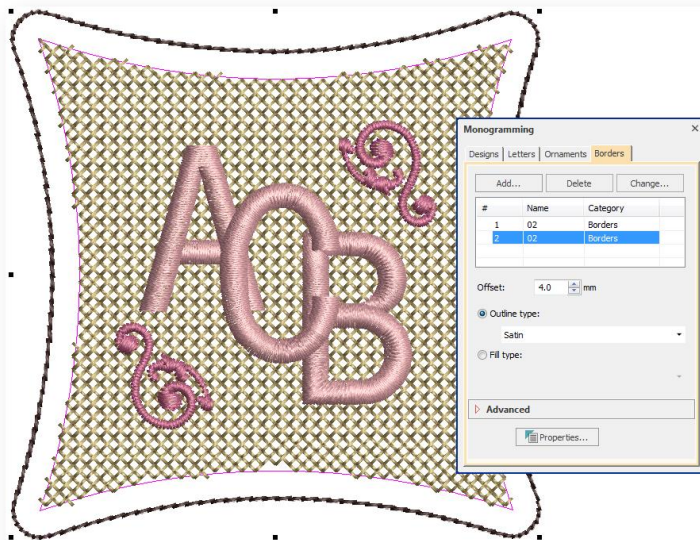 AOB
Monogramming ×
Designs Letters Ornaments Borders
Add... Delete Change...
# Name Category
1 02 Borders
2 02 Borders
Offset: 4.0 mm
Outline type:
Satin
Fill type:
Advanced
Properties...